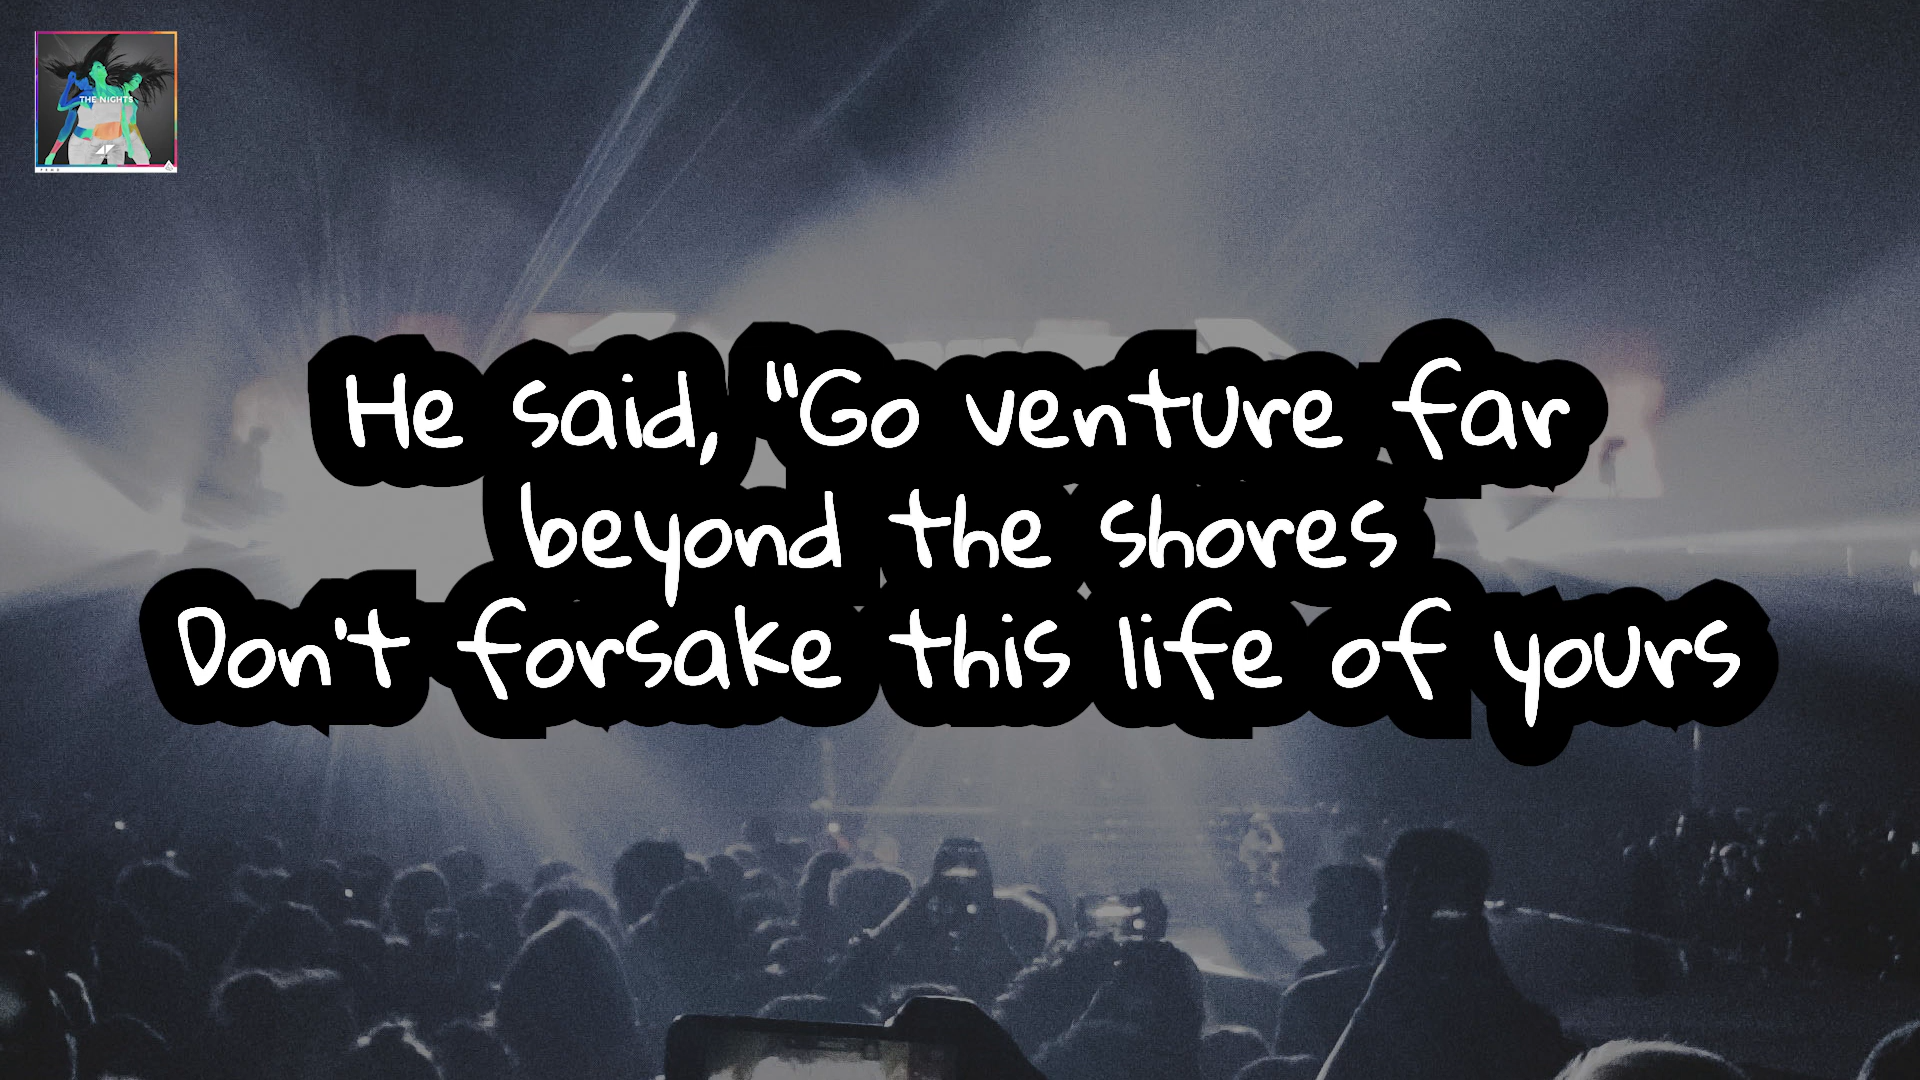 THE NIGHTS
He said, "Go venture far
beyond the shores
Don't forsake this life of yours